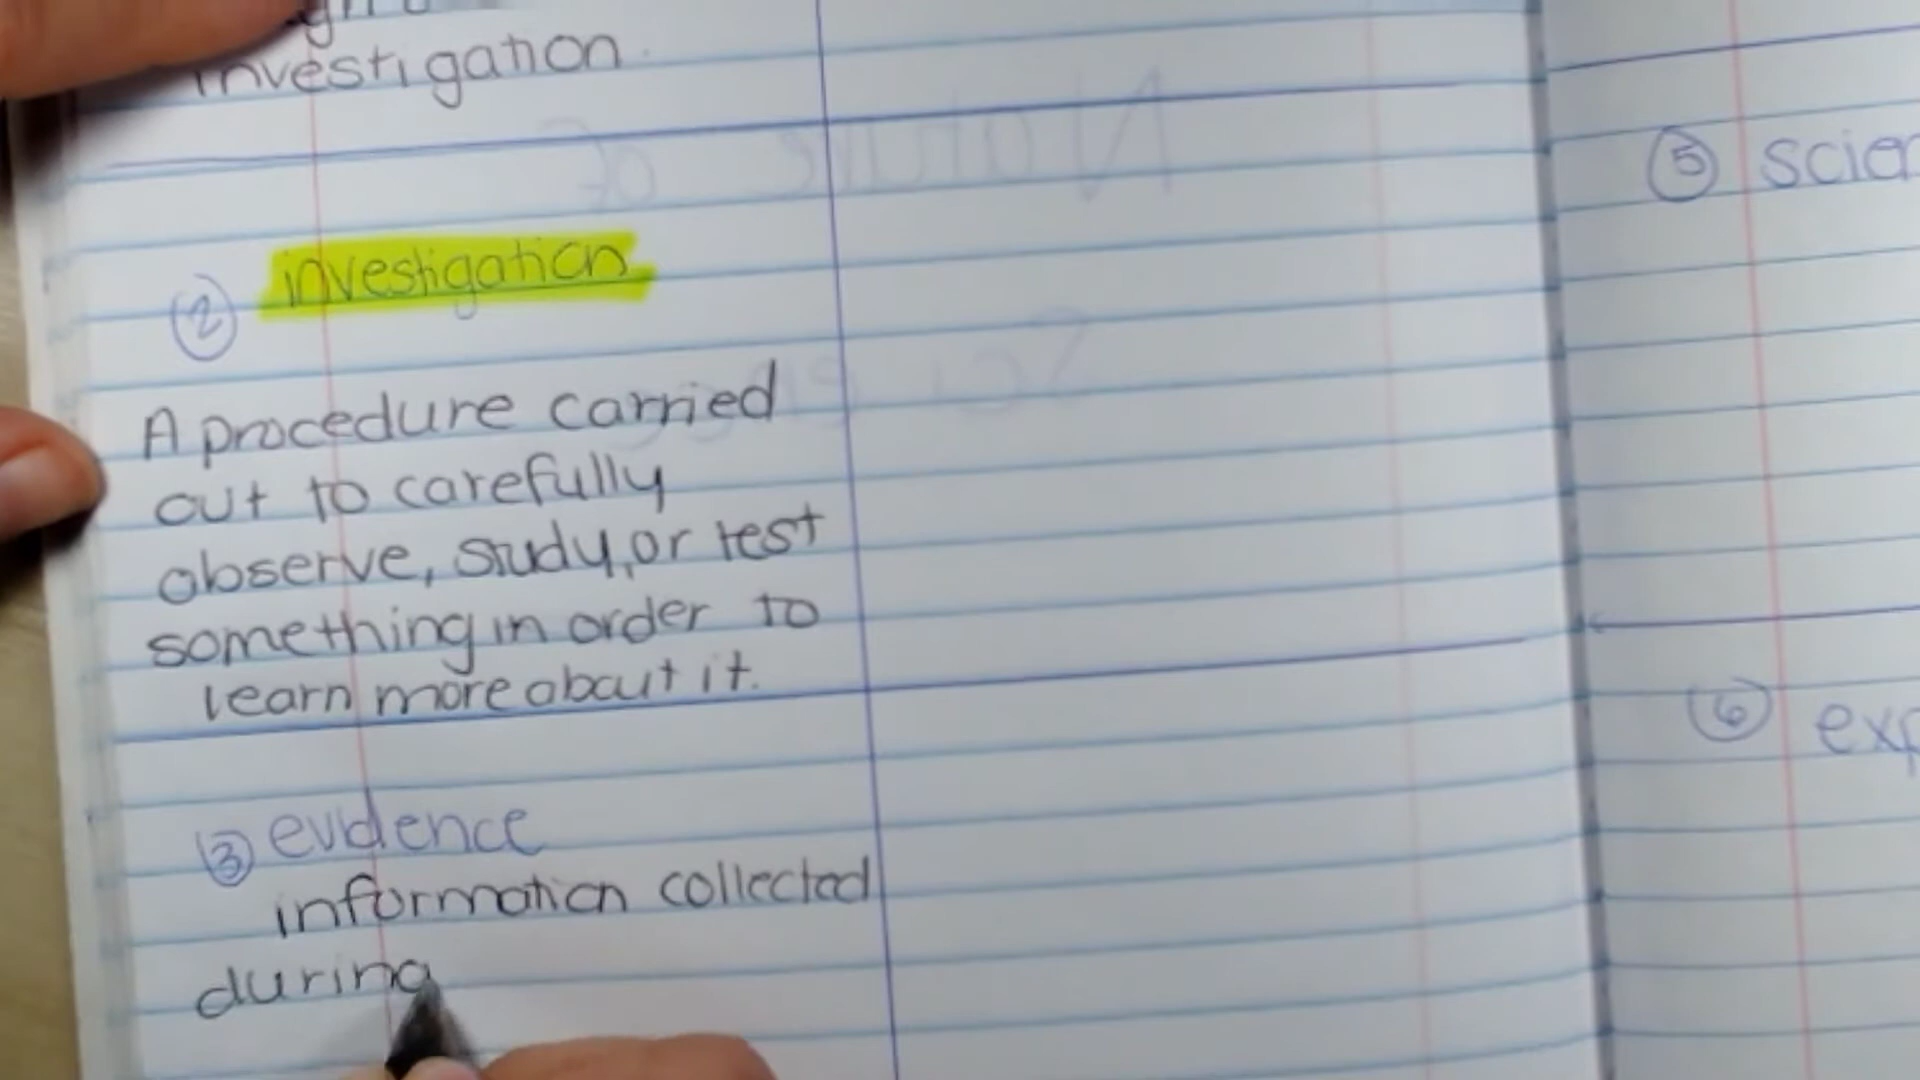 investigation.
② investigation
A procedure carried
out to carefully
observe, study, or test
something in order to
learn more about it.
③ evidence
information collected
during
⑤ scien
⑥ exp